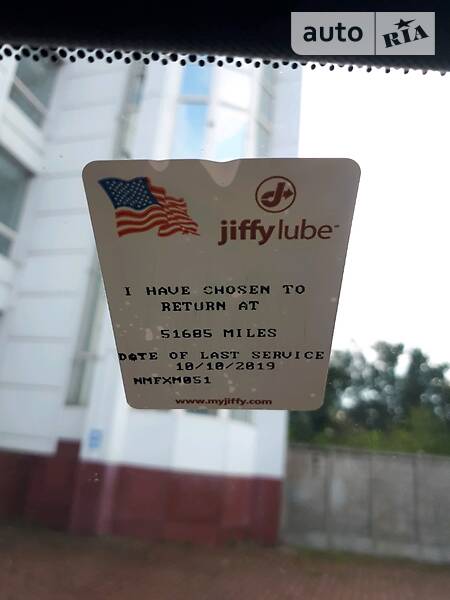 auto RIA
jiffy lube
I HAVE CHOSEN TO
RETURN AT
51685 MILES
DATE OF LAST SERVICE
10/10/2019
NMFXM051
www.myjiffy.com